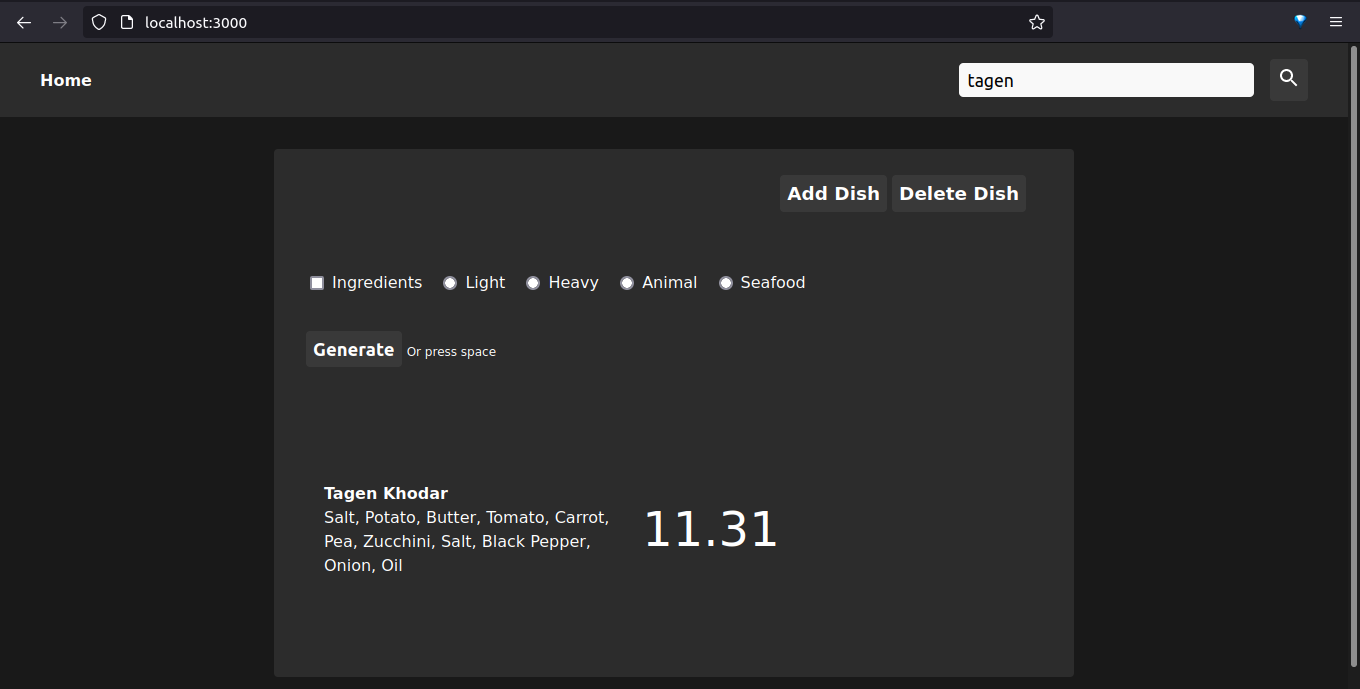 localhost:3000
Home
tagen
Add Dish Delete Dish
Ingredients Light Heavy Animal Seafood
Generate Or press space
Tagen Khodar
Salt, Potato, Butter, Tomato, Carrot,
Pea, Zucchini, Salt, Black Pepper,
Onion, Oil
11.31